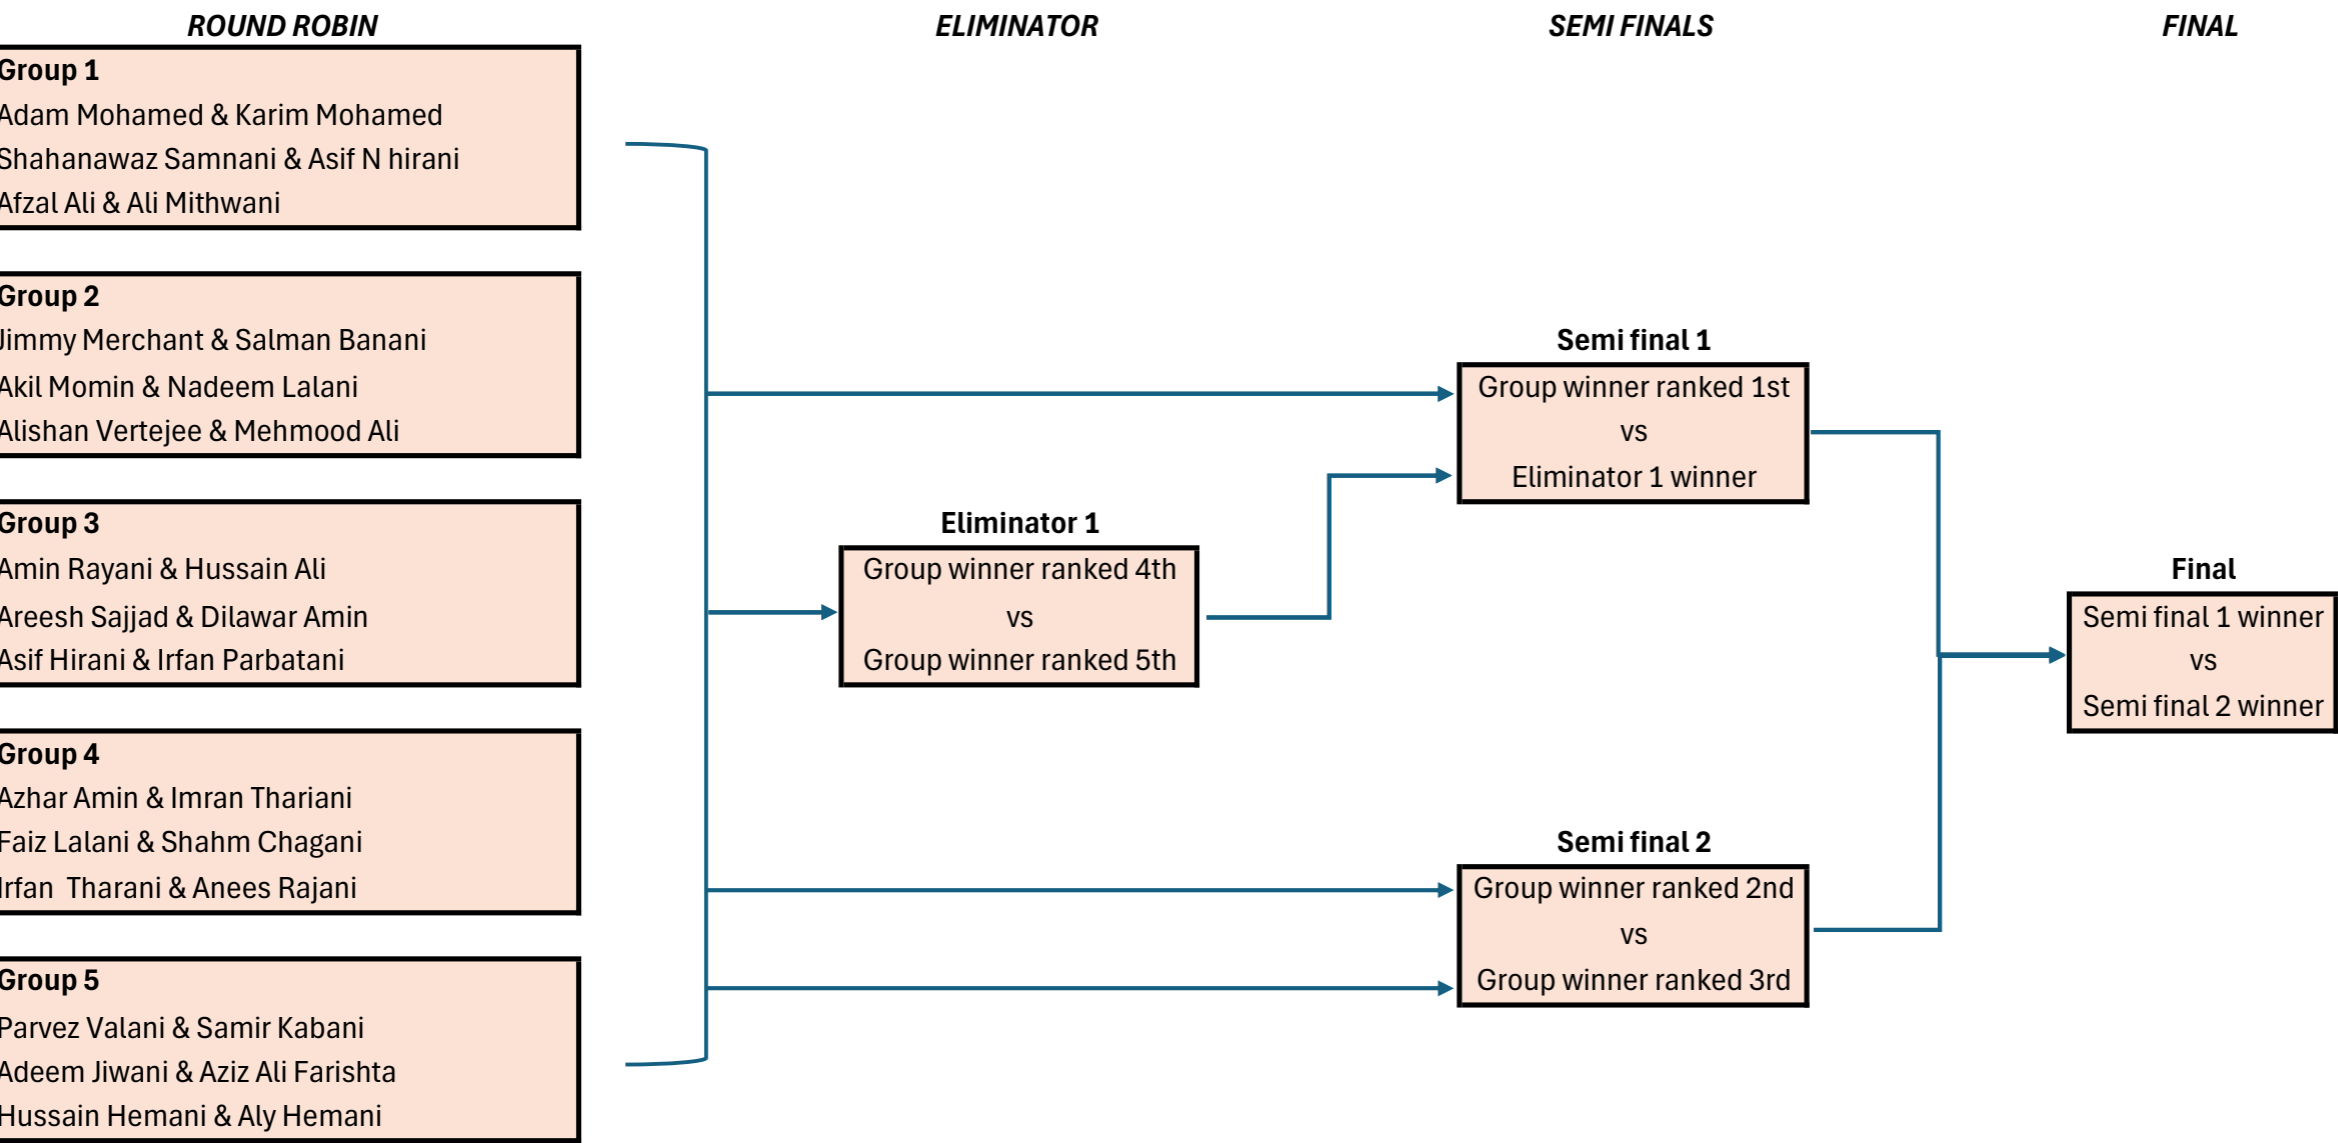 ROUND ROBIN
ELIMINATOR
SEMI FINALS
FINAL
Group 1
Adam Mohamed & Karim Mohamed
Shahanawaz Samnani & Asif N hirani
Afzal Ali & Ali Mithwani
Group 2
Jimmy Merchant & Salman Banani
Akil Momin & Nadeem Lalani
Alishan Vertejee & Mehmood Ali
Group 3
Amin Rayani & Hussain Ali
Areesh Sajjad & Dilawar Amin
Asif Hirani & Irfan Parbatani
Group 4
Azhar Amin & Imran Thariani
Faiz Lalani & Shahm Chagani
Irfan  Tharani & Anees Rajani
Group 5
Parvez Valani & Samir Kabani
Adeem Jiwani & Aziz Ali Farishta
Hussain Hemani & Aly Hemani
Eliminator 1
Group winner ranked 4th
vs
Group winner ranked 5th
Semi final 1
Group winner ranked 1st
vs
Eliminator 1 winner
Semi final 2
Group winner ranked 2nd
vs
Group winner ranked 3rd
Final
Semi final 1 winner
vs
Semi final 2 winner